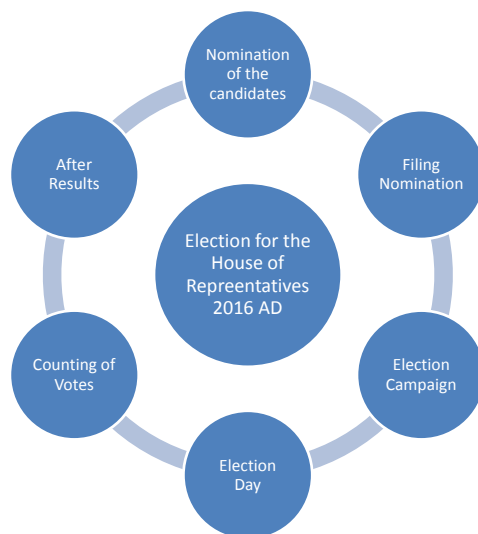 Nomination
of the
candidates
Filing
Nomination
Election
Campaign
Election
Day
Counting of
Votes
After
Results
Election for the
House of
Repreentatives
2016 AD